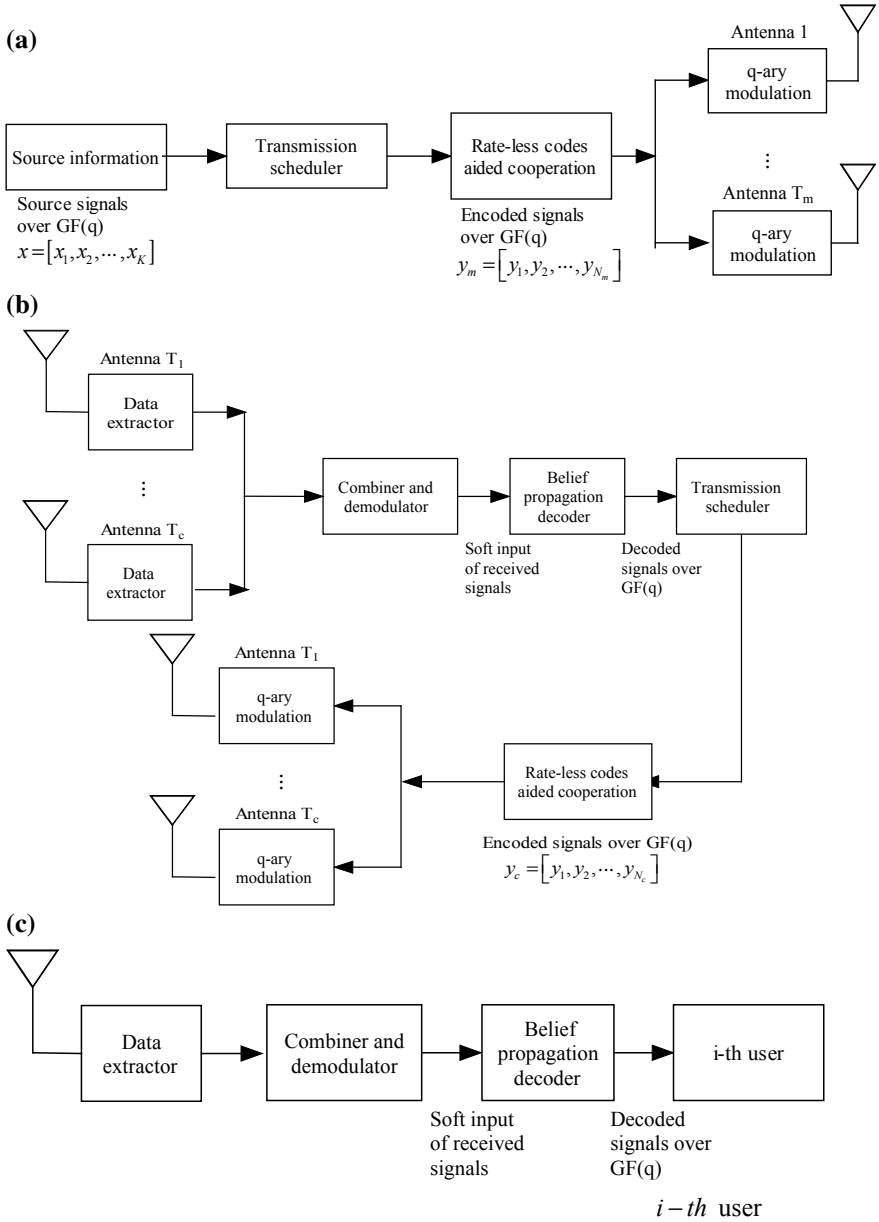 (a)
Antenna 1
q-ary
modulation
⋮
Antenna Tm
q-ary
modulation
Source information
Transmission
scheduler
Rate-less codes
aided cooperation
Source signals
over GF(q)
x = [x1, x2, ⋯, xK]
Encoded signals
over GF(q)
ym = [y1, y2, ⋯, yNm]
(b)
Antenna T1
Data
extractor
⋮
Antenna Tc
Data
extractor
Combiner and
demodulator
Belief
propagation
decoder
Transmission
scheduler
Soft input
of received
signals
Decoded
signals over
GF(q)
Antenna T1
q-ary
modulation
⋮
Antenna Tc
q-ary
modulation
Rate-less codes
aided cooperation
Encoded signals over GF(q)
yc = [y1, y2, ⋯, yNc]
(c)
Data
extractor
Combiner and
demodulator
Belief
propagation
decoder
i-th user
Soft input
of received
signals
Decoded
signals over
GF(q)
i − th user